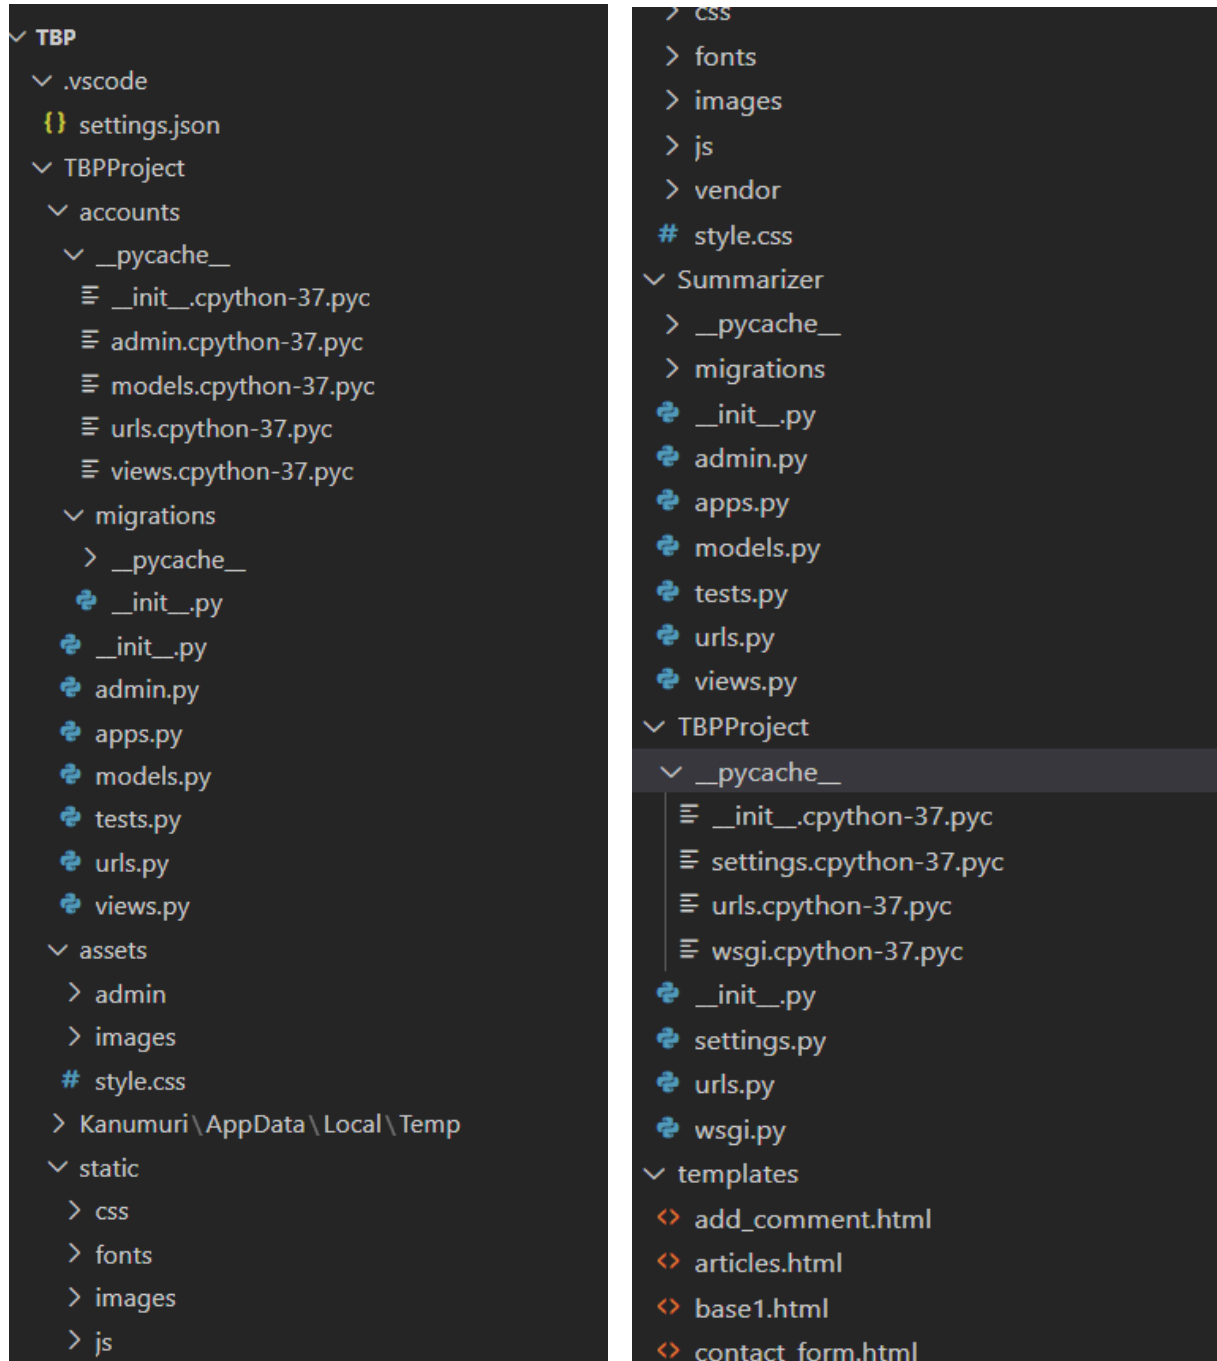 TBP
.vscode
{} settings.json
TBPProject
accounts
__pycache__
__init__.cpython-37.pyc
admin.cpython-37.pyc
models.cpython-37.pyc
urls.cpython-37.pyc
views.cpython-37.pyc
migrations
__pycache__
__init__.py
__init__.py
admin.py
apps.py
models.py
tests.py
urls.py
views.py
assets
admin
images
# style.css
Kanumuri\AppData\Local\Temp
static
css
fonts
images
js
css
fonts
images
js
vendor
# style.css
Summarizer
__pycache__
migrations
__init__.py
admin.py
apps.py
models.py
tests.py
urls.py
views.py
TBPProject
__pycache__
__init__.cpython-37.pyc
settings.cpython-37.pyc
urls.cpython-37.pyc
wsgi.cpython-37.pyc
__init__.py
settings.py
urls.py
wsgi.py
templates
<> add_comment.html
<> articles.html
<> base1.html
<> contact_form.html